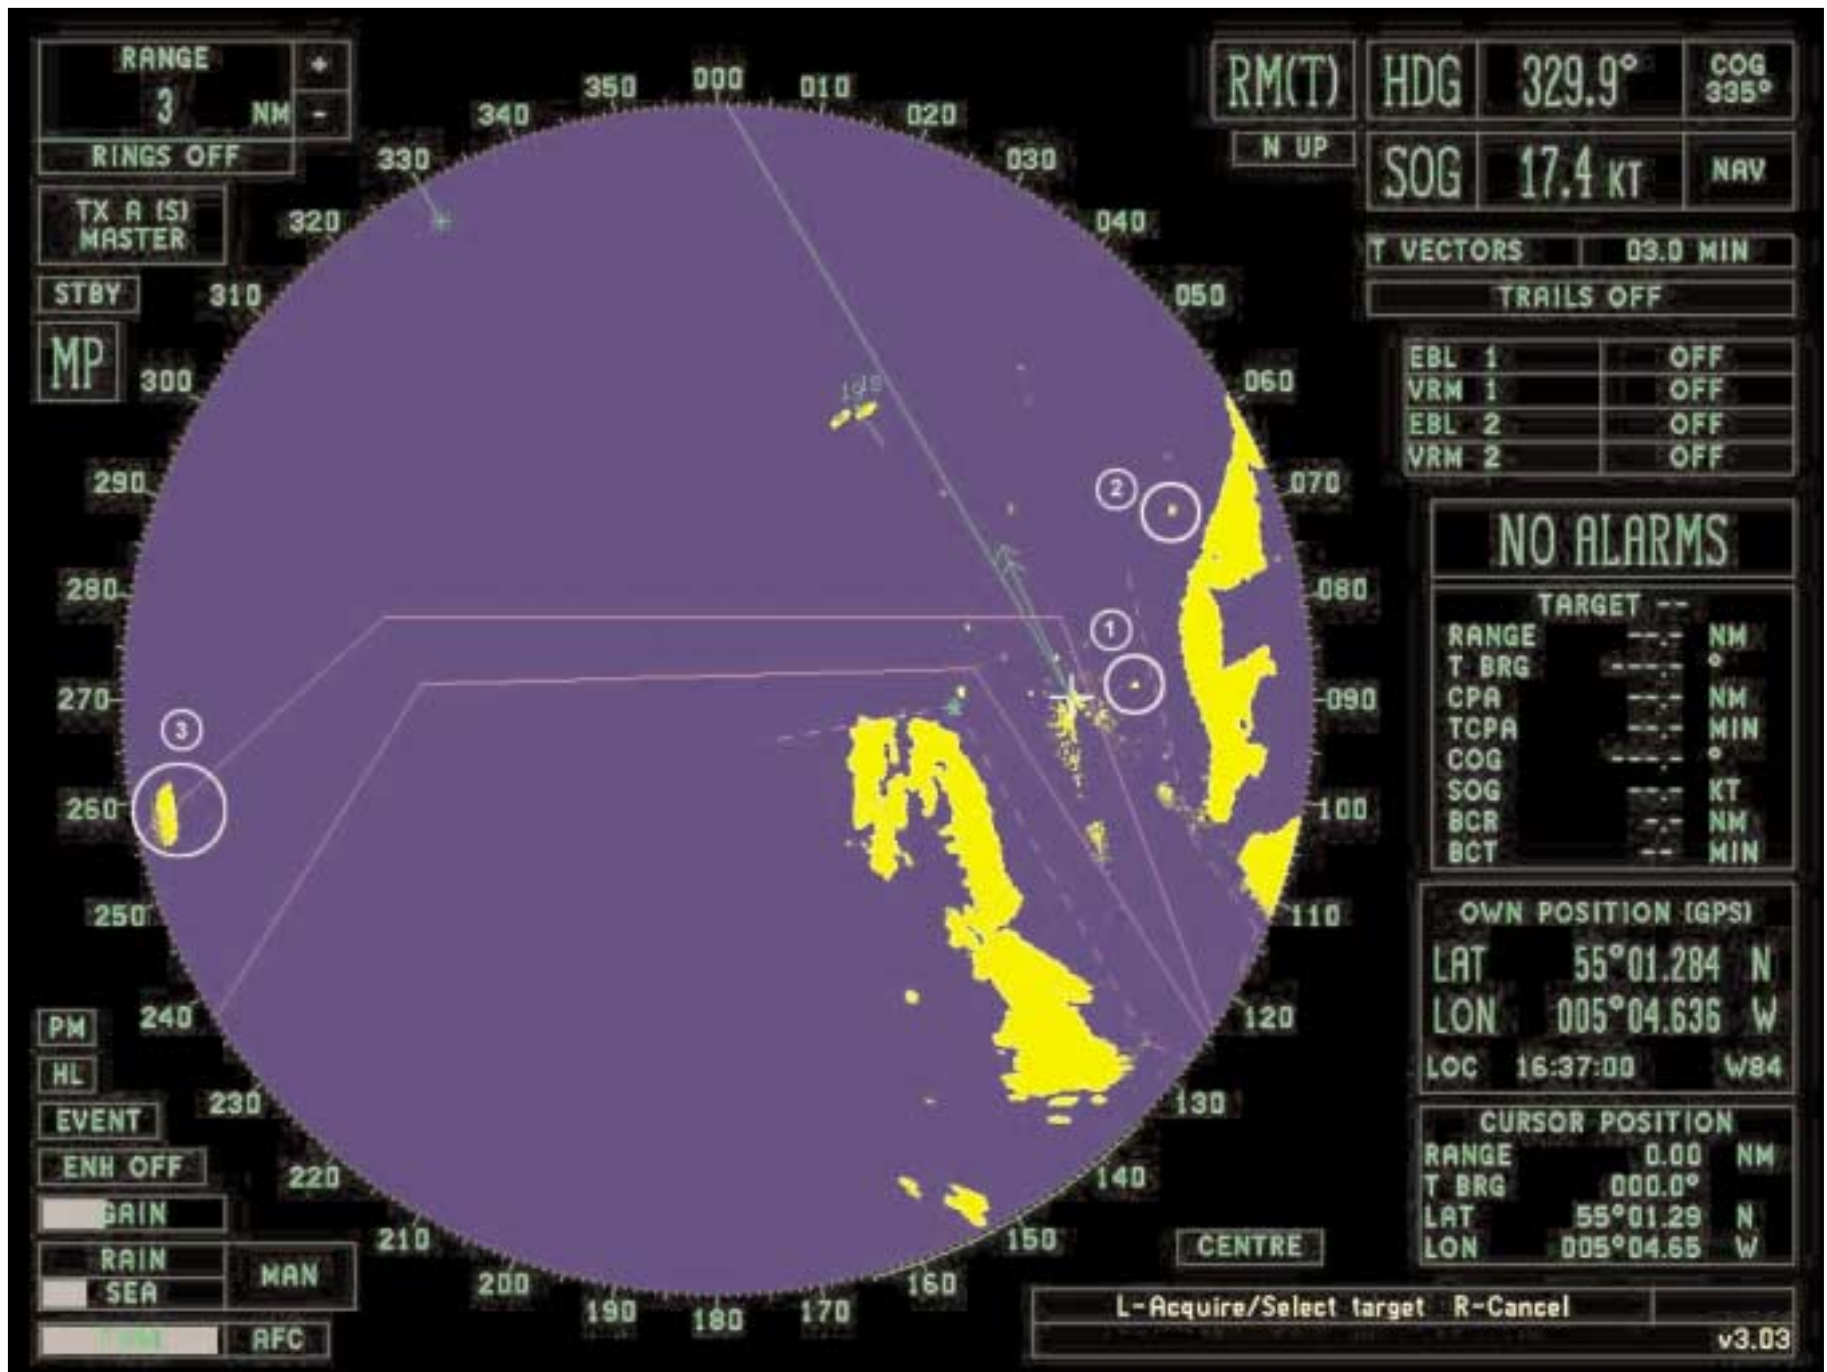 RANGE +
3 NM -
RINGS OFF
TX A (S)
MASTER
STBY
MP
350 000 010
340 020
330 030
320 040
310 050
300 060
290 070
280 080
270 090
260 100
250 110
240 120
230 130
220 140
210 150
200 160
190 180 170
2
1
3
RM(T) HDG 329.9° COG
335°
N UP
SOG 17.4 KT NAV
T VECTORS 03.0 MIN
TRAILS OFF
EBL 1 OFF
VRM 1 OFF
EBL 2 OFF
VRM 2 OFF
NO ALARMS
TARGET --
RANGE --.- NM
T BRG ---.- °
CPA --.- NM
TCPA --.- MIN
COG ---.- °
SOG --.- KT
BCR --.- NM
BCT -- MIN
OWN POSITION (GPS)
LAT 55°01.284 N
LON 005°04.636 W
LOC 16:37:00 W84
CURSOR POSITION
RANGE 0.00 NM
T BRG 000.0°
LAT 55°01.29 N
LON 005°04.65 W
PM
HL
EVENT
ENH OFF
GAIN
RAIN
SEA
MAN
AFC
CENTRE
L-Acquire/Select target R-Cancel
v3.03